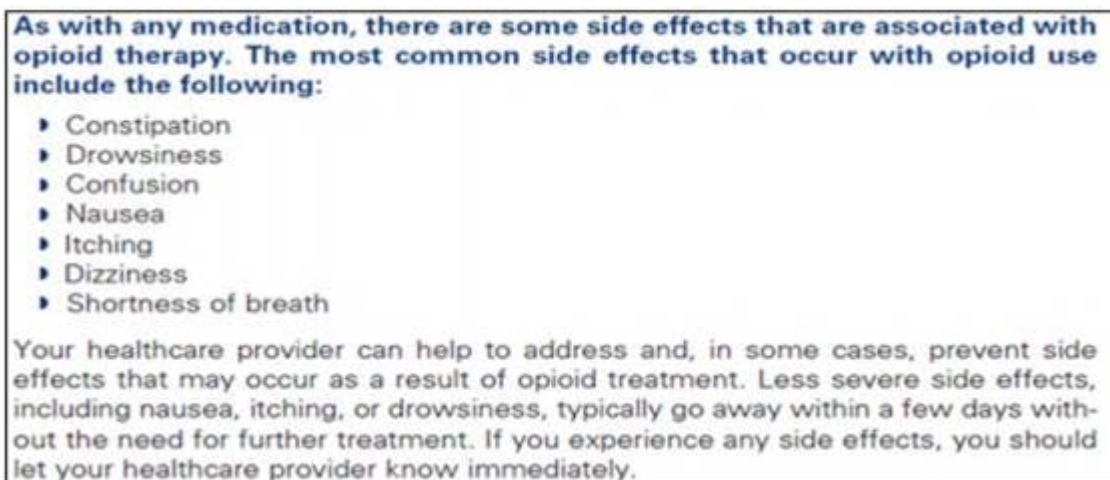 As with any medication, there are some side effects that are associated with
opioid therapy. The most common side effects that occur with opioid use
include the following:
Constipation
Drowsiness
Confusion
Nausea
Itching
Dizziness
Shortness of breath
Your healthcare provider can help to address and, in some cases, prevent side
effects that may occur as a result of opioid treatment. Less severe side effects,
including nausea, itching, or drowsiness, typically go away within a few days with-
out the need for further treatment. If you experience any side effects, you should
let your healthcare provider know immediately.